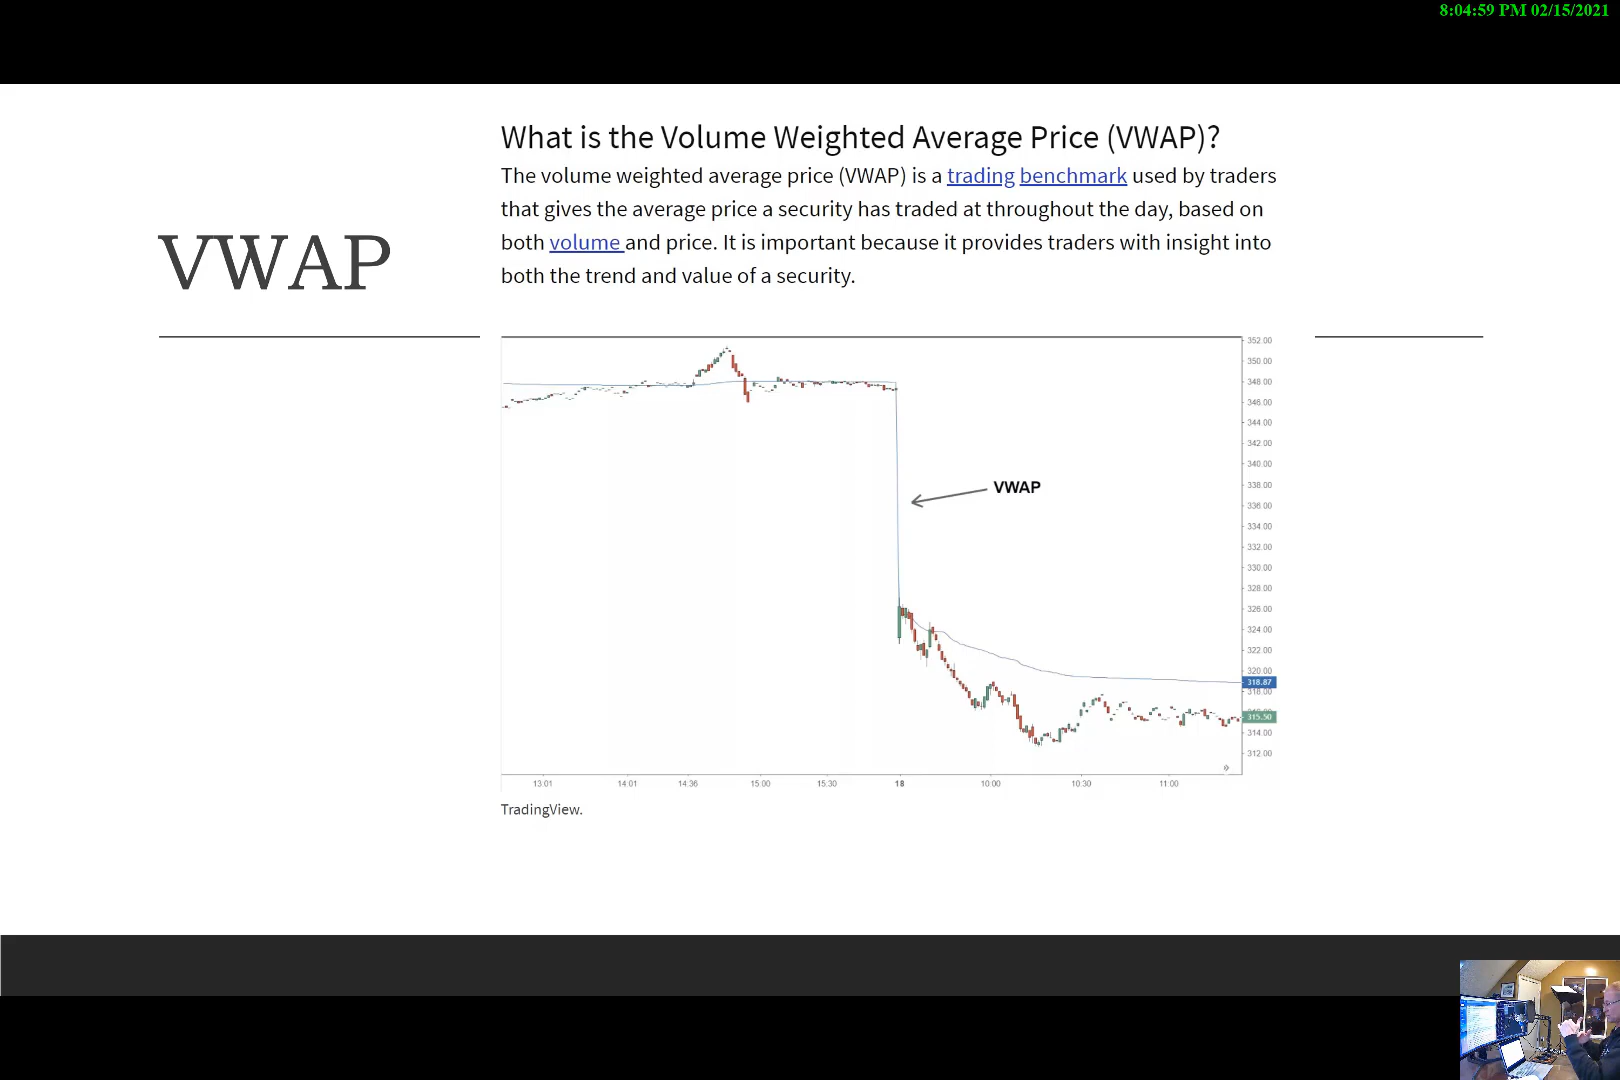 8:04:59 PM 02/15/2021
What is the Volume Weighted Average Price (VWAP)?
The volume weighted average price (VWAP) is a trading benchmark used by traders
that gives the average price a security has traded at throughout the day, based on
both volume and price. It is important because it provides traders with insight into
both the trend and value of a security.
VWAP
352.00
350.00
348.00
346.00
344.00
342.00
340.00
338.00
VWAP
336.00
334.00
332.00
330.00
328.00
326.00
324.00
322.00
320.00
318.87
318.00
315.50
314.00
312.00
13:01 14:01 14:36 15:00 15:30 18 10:00 10:30 11:00
TradingView.